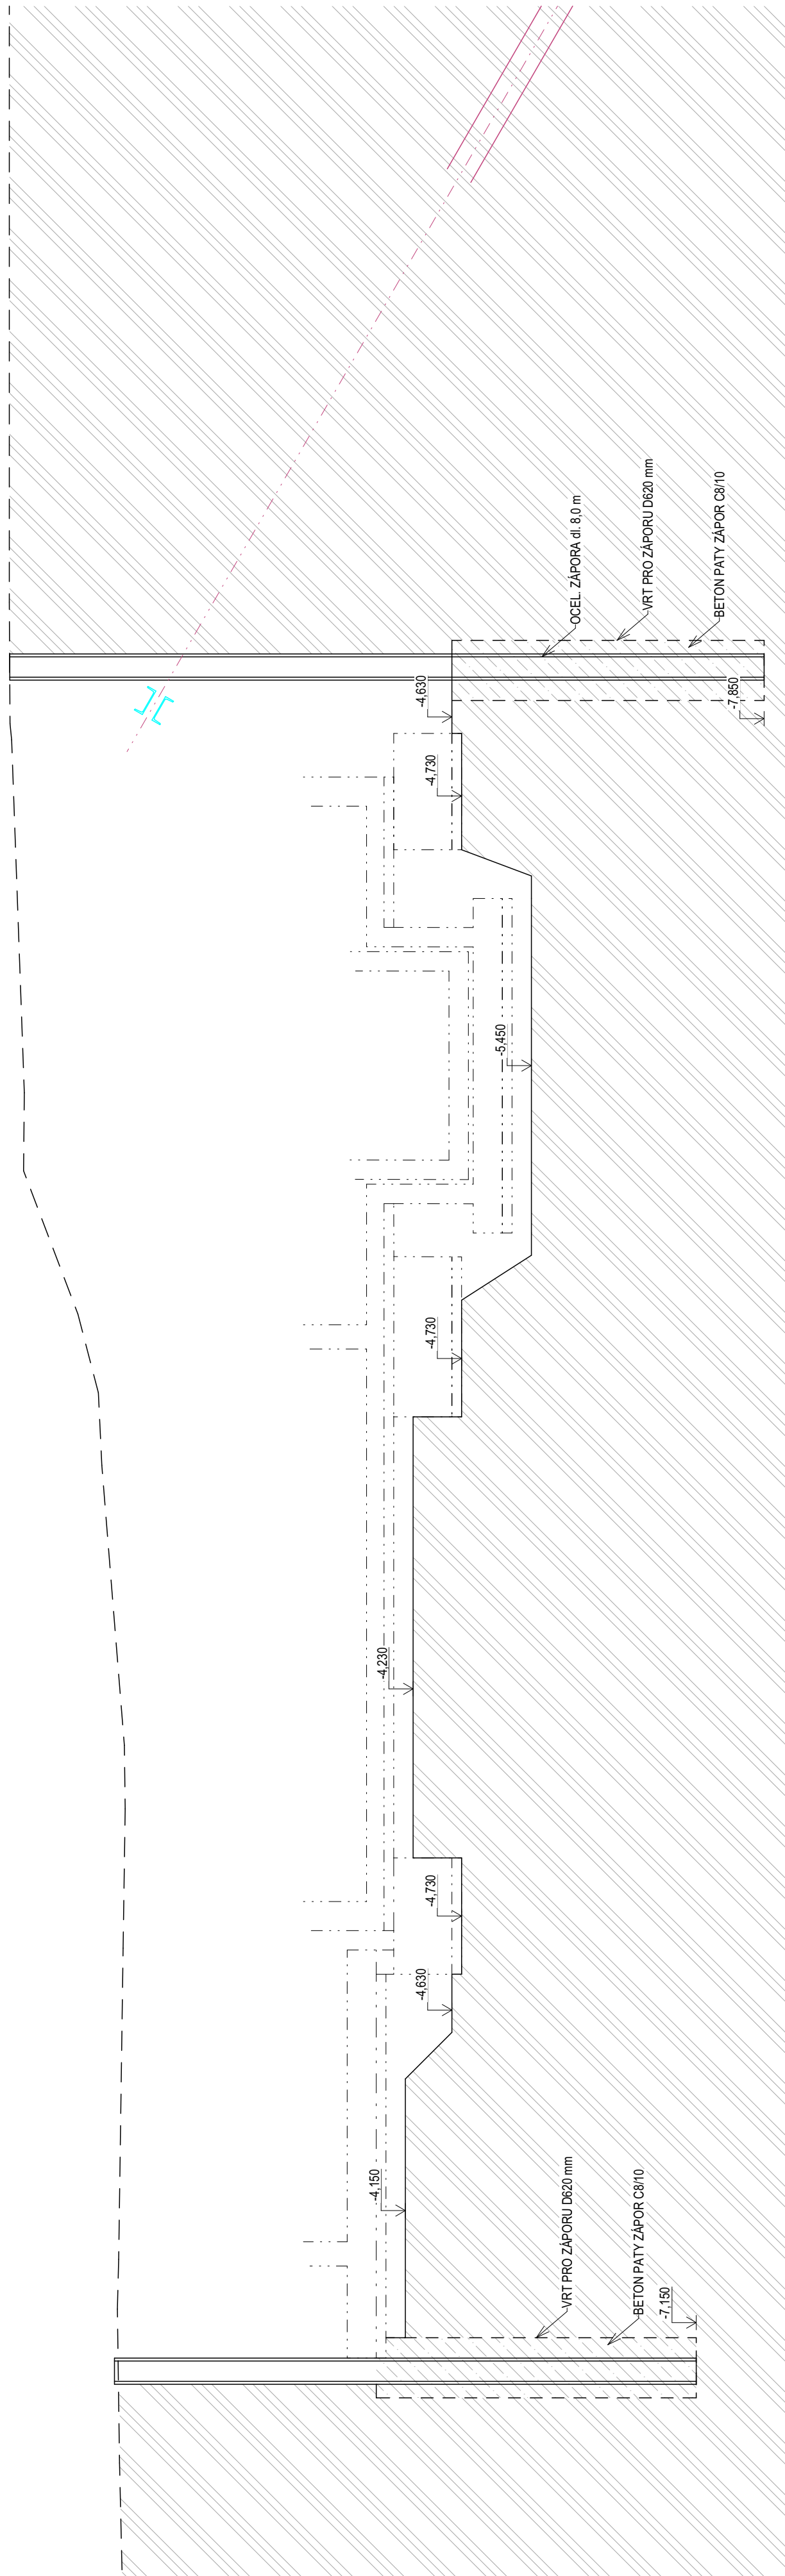 OCEL. ZÁPORA dl. 8,0 m
VRT PRO ZÁPORU D620 mm
BETON PATY ZÁPOR C8/10
-4,630
-7,850
-4,730
-5,450
-4,730
-4,230
-4,730
-4,630
-4,150
VRT PRO ZÁPORU D620 mm
BETON PATY ZÁPOR C8/10
-7,150